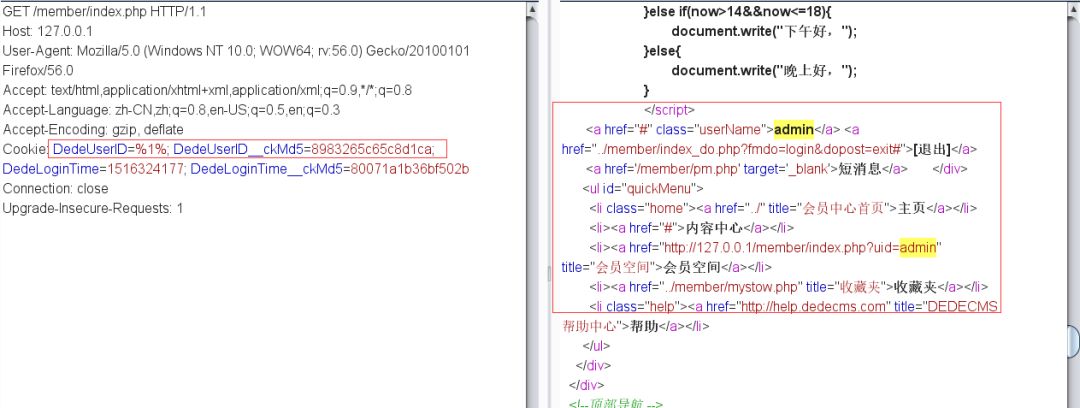 GET /member/index.php HTTP/1.1
Host: 127.0.0.1
User-Agent: Mozilla/5.0 (Windows NT 10.0; WOW64; rv:56.0) Gecko/20100101
Firefox/56.0
Accept: text/html,application/xhtml+xml,application/xml;q=0.9,*/*;q=0.8
Accept-Language: zh-CN,zh;q=0.8,en-US;q=0.5,en;q=0.3
Accept-Encoding: gzip, deflate
Cookie: DedeUserID=%1%; DedeUserID__ckMd5=8983265c65c8d1ca;
DedeLoginTime=1516324177; DedeLoginTime__ckMd5=80071a1b36bf502b
Connection: close
Upgrade-Insecure-Requests: 1
}else if(now>14&&now<=18){
document.write("下午好，");
}else{
document.write("晚上好，");
}
</script>
<a href="#" class="userName">admin</a> <a
href="../member/index_do.php?fmdo=login&dopost=exit#">[退出]</a>
<a href='/member/pm.php' target='_blank'>短消息</a> </div>
<ul id="quickMenu">
<li class="home"><a href="../" title="会员中心首页">主页</a></li>
<li><a href="#">内容中心</a></li>
<li><a href="http://127.0.0.1/member/index.php?uid=admin"
title="会员空间">会员空间</a></li>
<li><a href="../member/mystow.php" title="收藏夹">收藏夹</a></li>
<li class="help"><a href="http://help.dedecms.com" title="DEDECMS
帮助中心">帮助</a></li>
</ul>
</div>
</div>
<!--顶部导航 -->